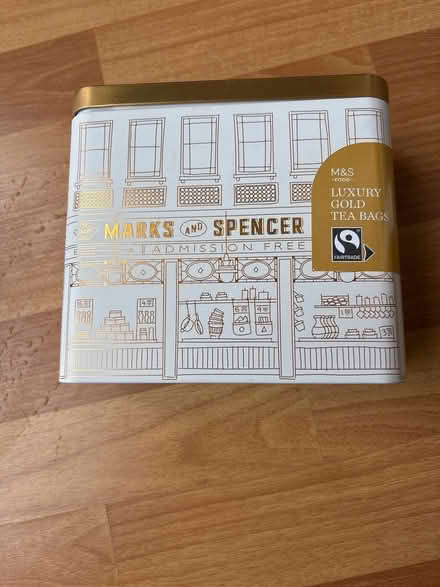 MARKS AND SPENCER
ADMISSION FREE
M&S
FOOD
LUXURY
GOLD
TEA BAGS
FAIRTRADE